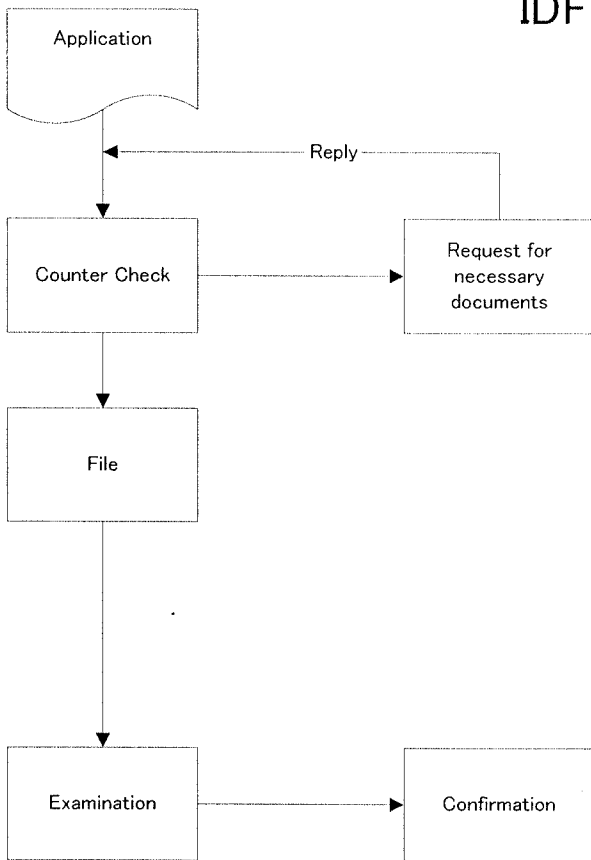 IDF
Application
Reply
Counter Check
Request for
necessary
documents
File
Examination
Confirmation